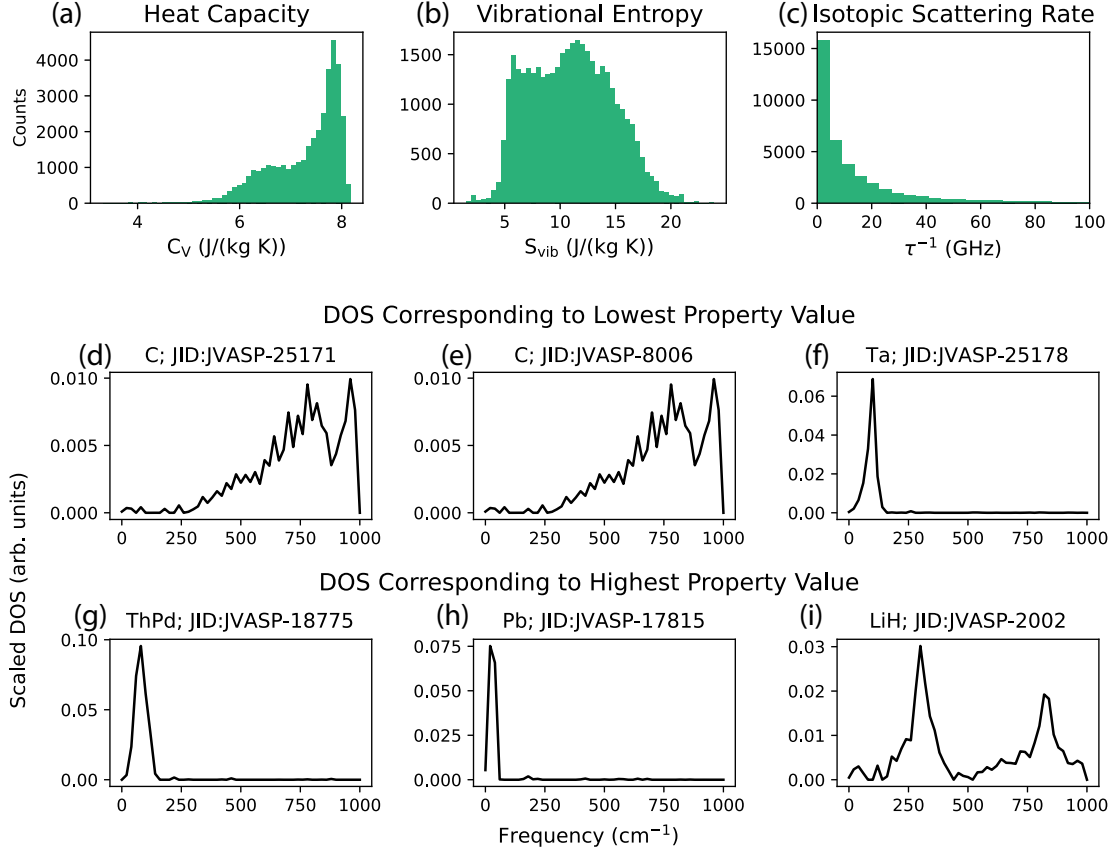 (a) Heat Capacity
(b) Vibrational Entropy
(c) Isotopic Scattering Rate
Counts
4000
3000
2000
1000
0
4 6 8
C_V (J/(kg K))
1500
1000
500
0
5 10 15 20
S_vib (J/(kg K))
15000
10000
5000
0
0 20 40 60 80 100
τ⁻¹ (GHz)
DOS Corresponding to Lowest Property Value
Scaled DOS (arb. units)
(d) C; JID:JVASP-25171
0.010
0.005
0.000
0 250 500 750 1000
(e) C; JID:JVASP-8006
0.010
0.005
0.000
0 250 500 750 1000
(f) Ta; JID:JVASP-25178
0.06
0.04
0.02
0.00
0 250 500 750 1000
DOS Corresponding to Highest Property Value
(g) ThPd; JID:JVASP-18775
0.10
0.05
0.00
0 250 500 750 1000
(h) Pb; JID:JVASP-17815
0.075
0.050
0.025
0.000
0 250 500 750 1000
(i) LiH; JID:JVASP-2002
0.03
0.02
0.01
0.00
0 250 500 750 1000
Frequency (cm⁻¹)